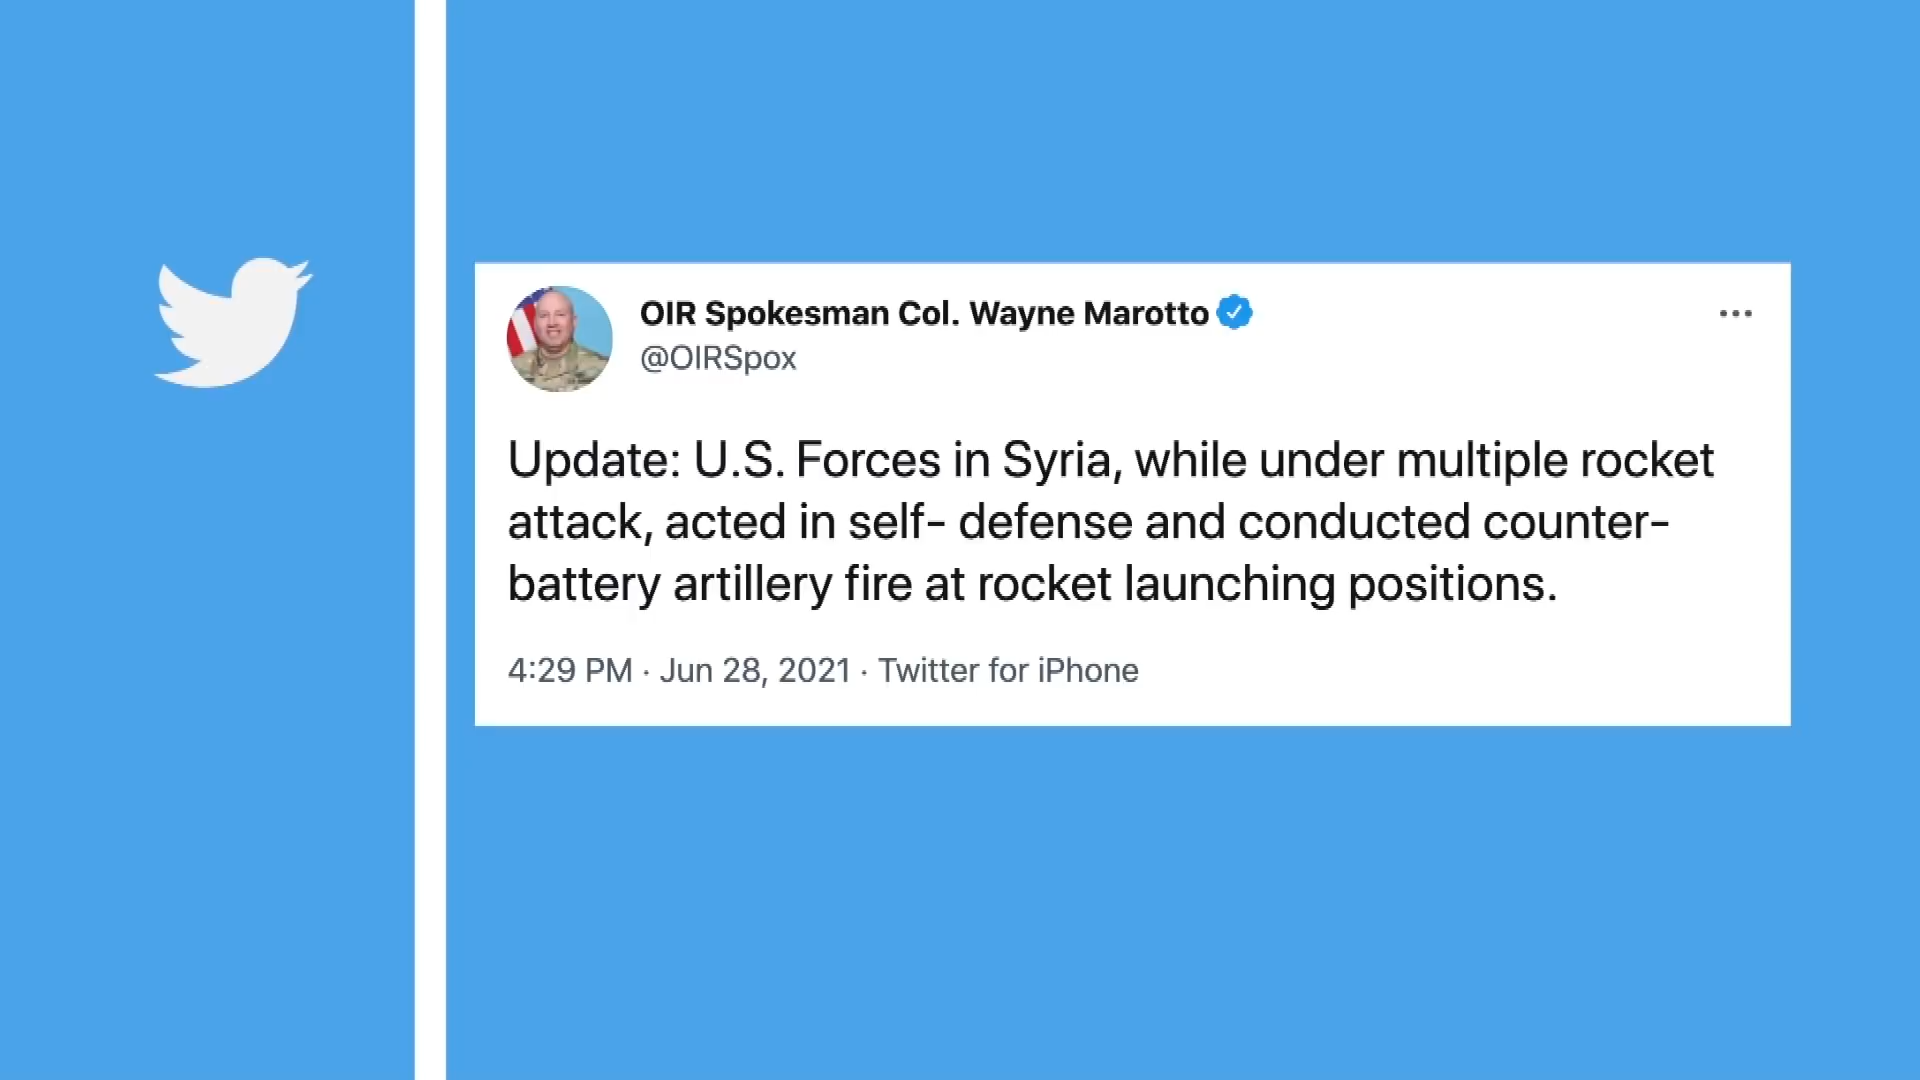 OIR Spokesman Col. Wayne Marotto
@OIRSpox
Update: U.S. Forces in Syria, while under multiple rocket
attack, acted in self- defense and conducted counter-
battery artillery fire at rocket launching positions.
4:29 PM · Jun 28, 2021 · Twitter for iPhone